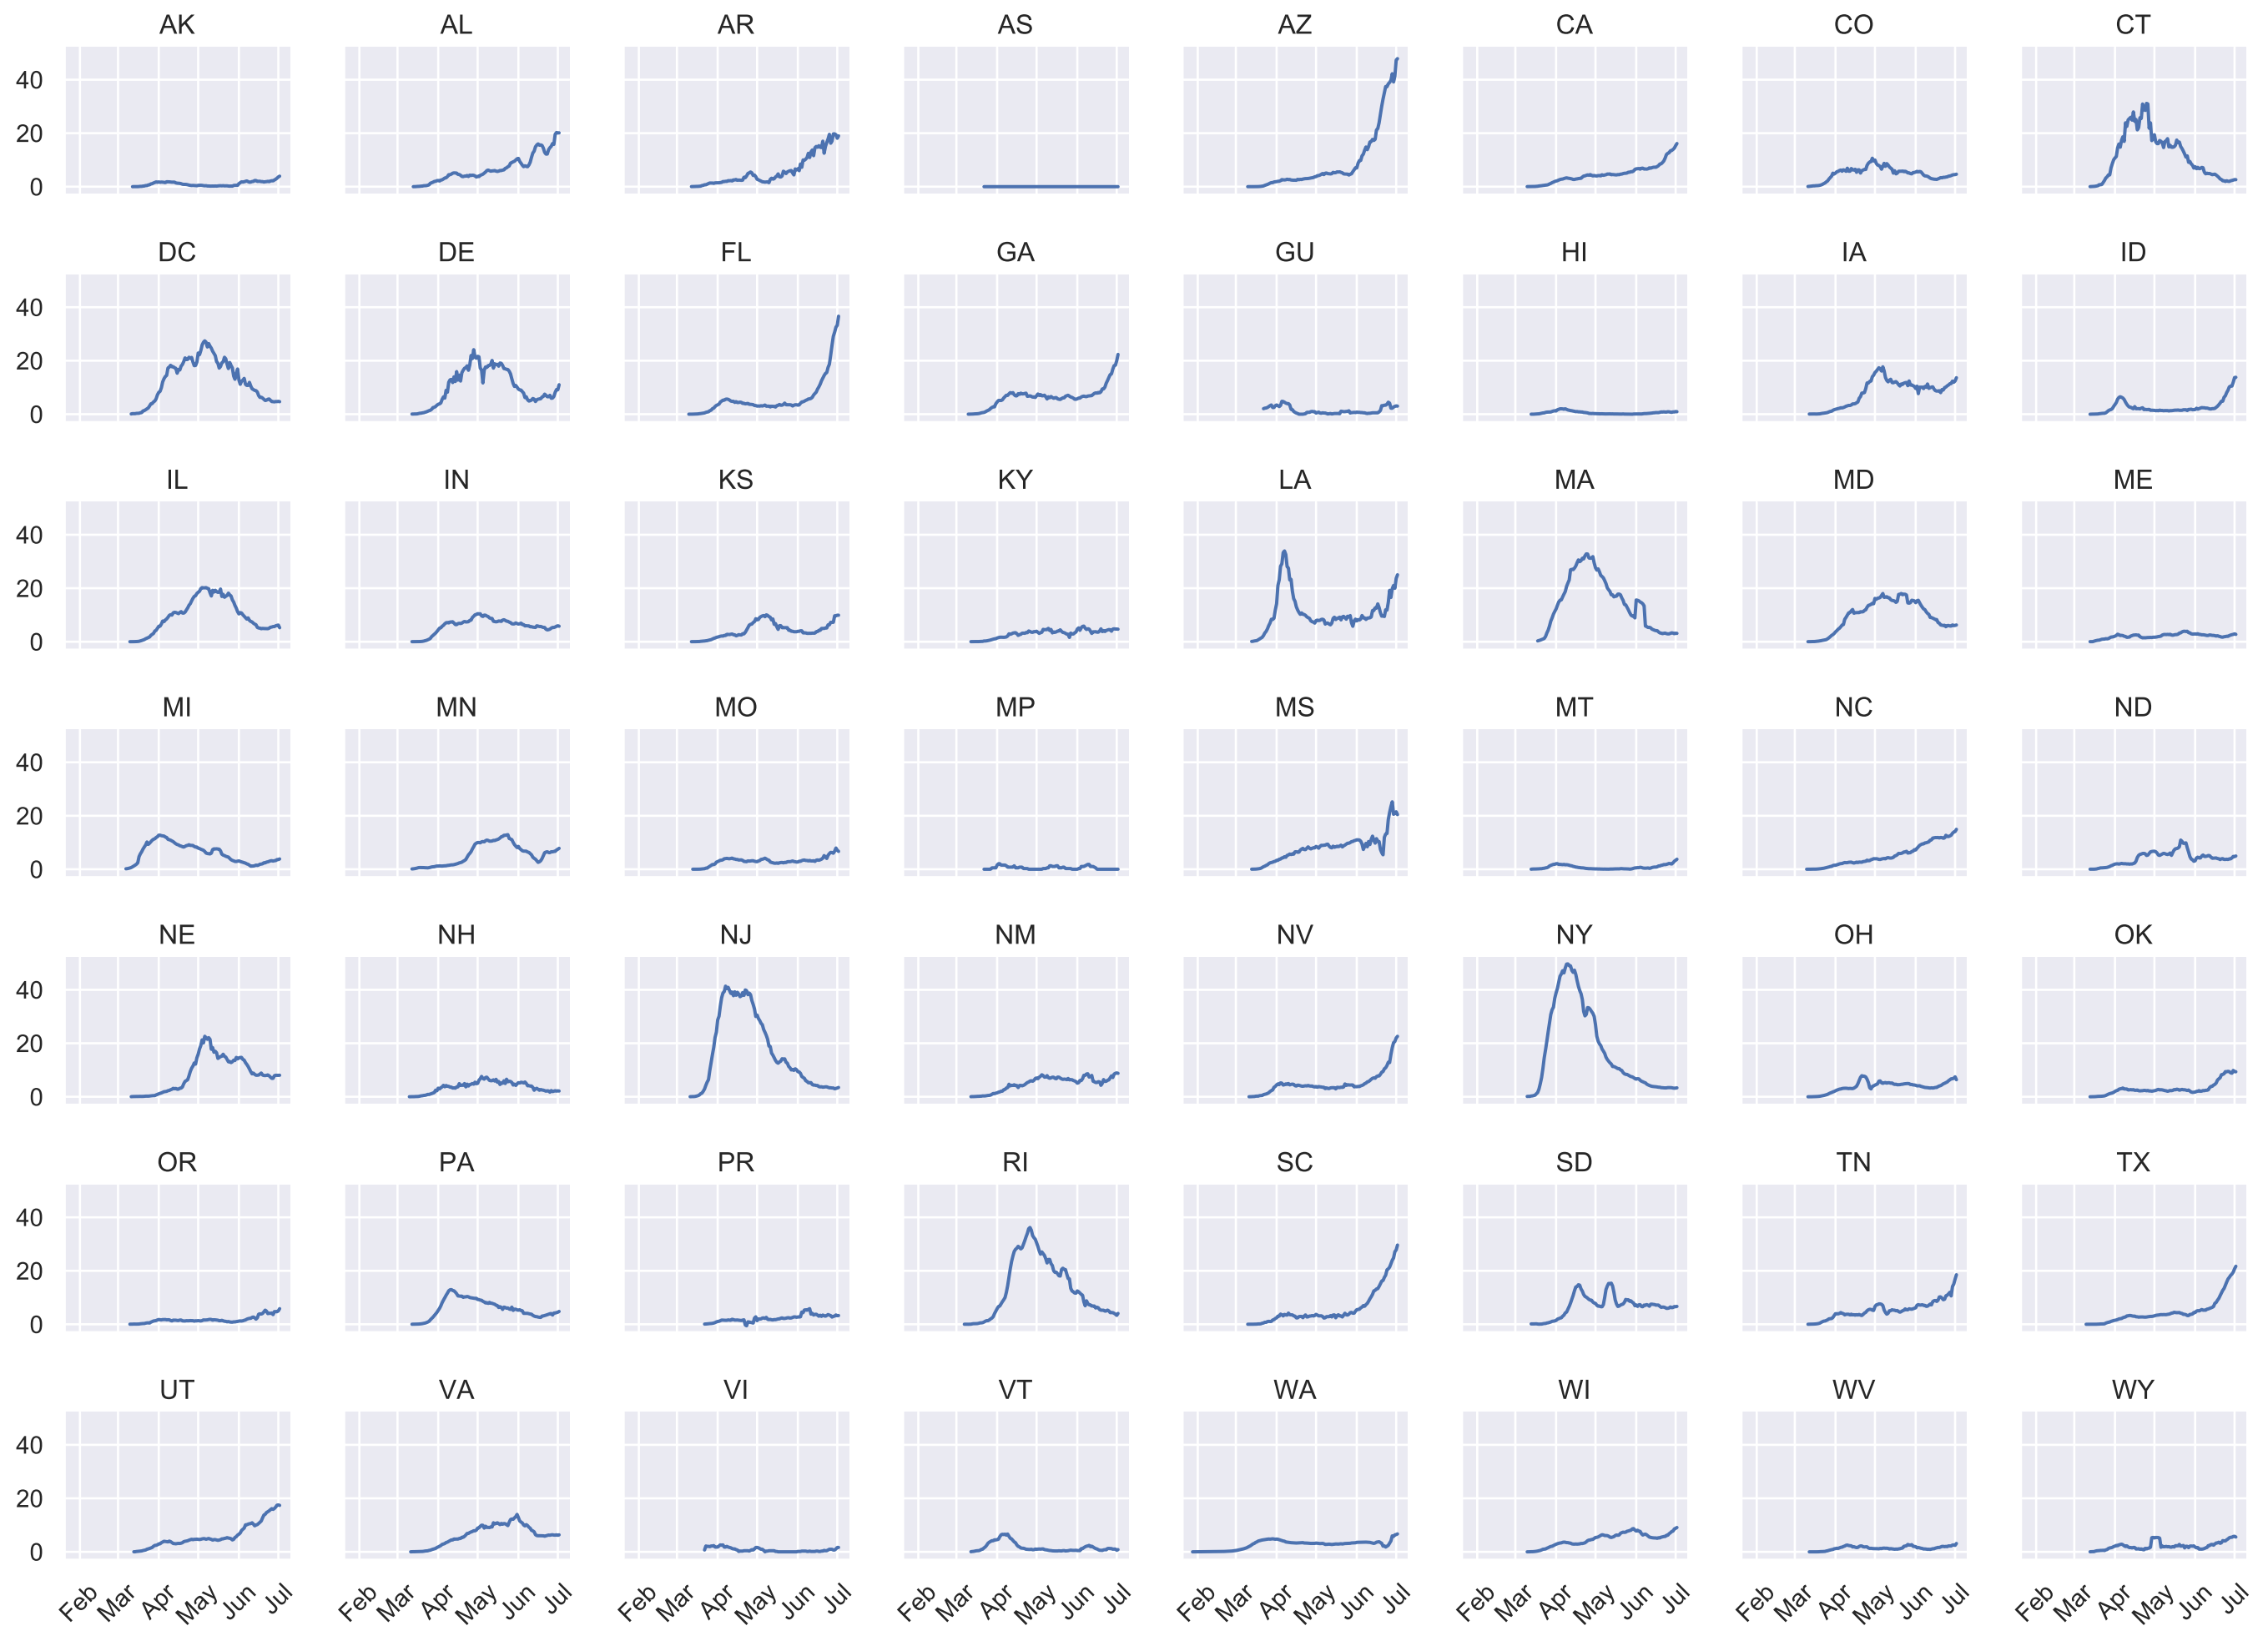 AK AL AR AS AZ CA CO CT
40
20
0
DC DE FL GA GU HI IA ID
40
20
0
IL IN KS KY LA MA MD ME
40
20
0
MI MN MO MP MS MT NC ND
40
20
0
NE NH NJ NM NV NY OH OK
40
20
0
OR PA PR RI SC SD TN TX
40
20
0
UT VA VI VT WA WI WV WY
40
20
0
Feb Mar Apr May Jun Jul Feb Mar Apr May Jun Jul Feb Mar Apr May Jun Jul Feb Mar Apr May Jun Jul Feb Mar Apr May Jun Jul Feb Mar Apr May Jun Jul Feb Mar Apr May Jun Jul Feb Mar Apr May Jun Jul